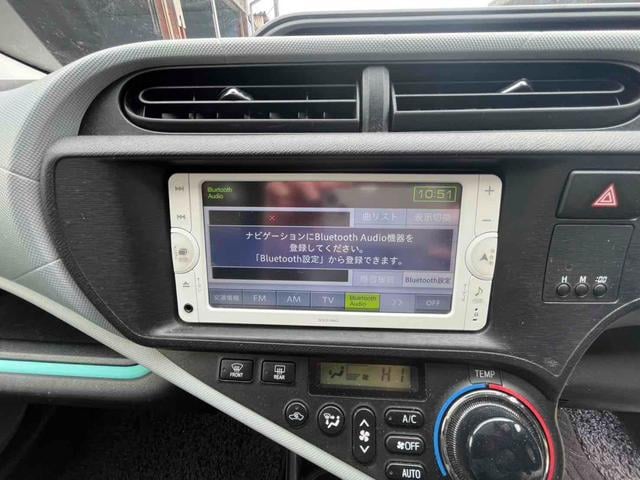 Bluetooth
Audio
10:51
曲リスト
表示切換
ナビゲーションにBluetooth Audio機器を
登録してください。
「Bluetooth設定」から登録できます。
Bluetooth設定
交通情報 FM AM TV Bluetooth Audio >> OFF
H M :00
FRONT
REAR
HI
TEMP
A/C
OFF
AUTO